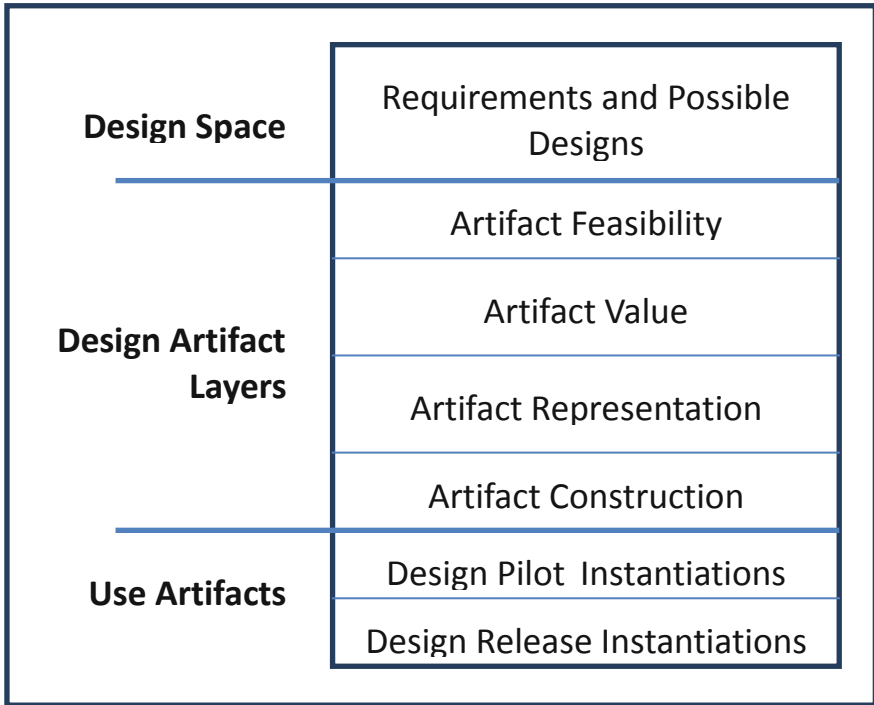 Design Space
Requirements and Possible
Designs
Design Artifact
Layers
Artifact Feasibility
Artifact Value
Artifact Representation
Artifact Construction
Use Artifacts
Design Pilot Instantiations
Design Release Instantiations